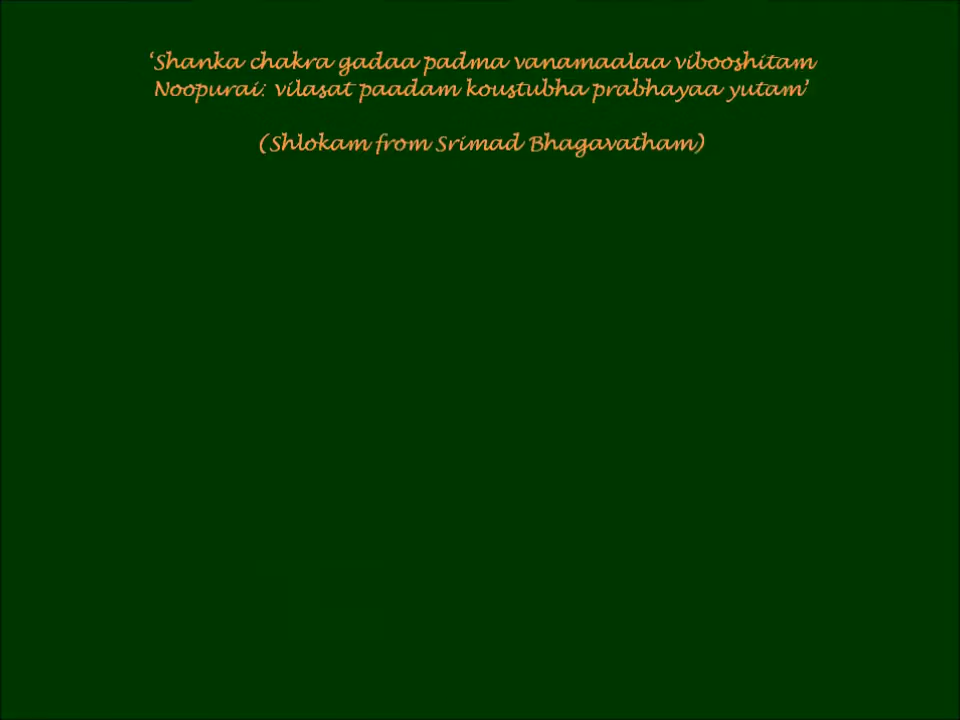 ‘Shanka chakra gadaa padma vanamaalaa vibooshitam
Noopurai: vilasat paadam koustubha prabhayaa yutam’
(Shlokam from Srimad Bhagavatham)